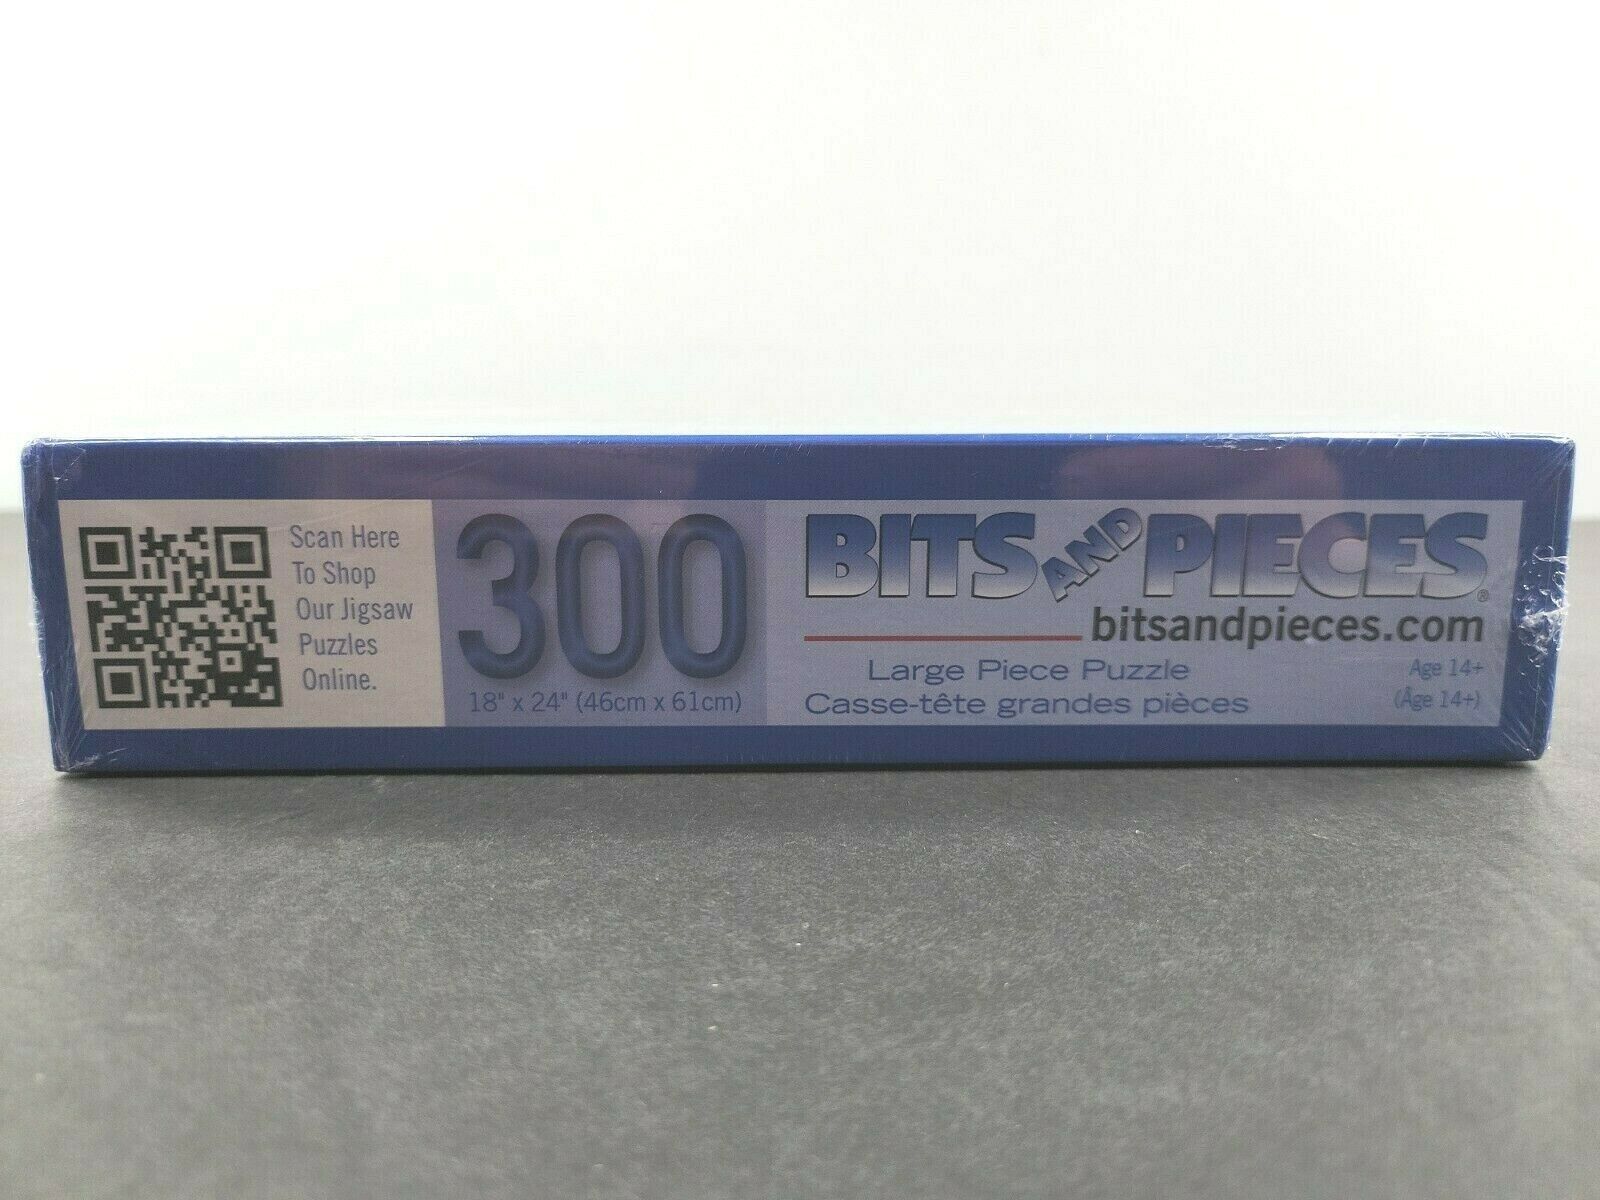 Scan Here
To Shop
Our Jigsaw
Puzzles
Online.
300
18" x 24" (46cm x 61cm)
BITS AND PIECES®
bitsandpieces.com
Large Piece Puzzle
Casse-tête grandes pièces
Age 14+
(Âge 14+)